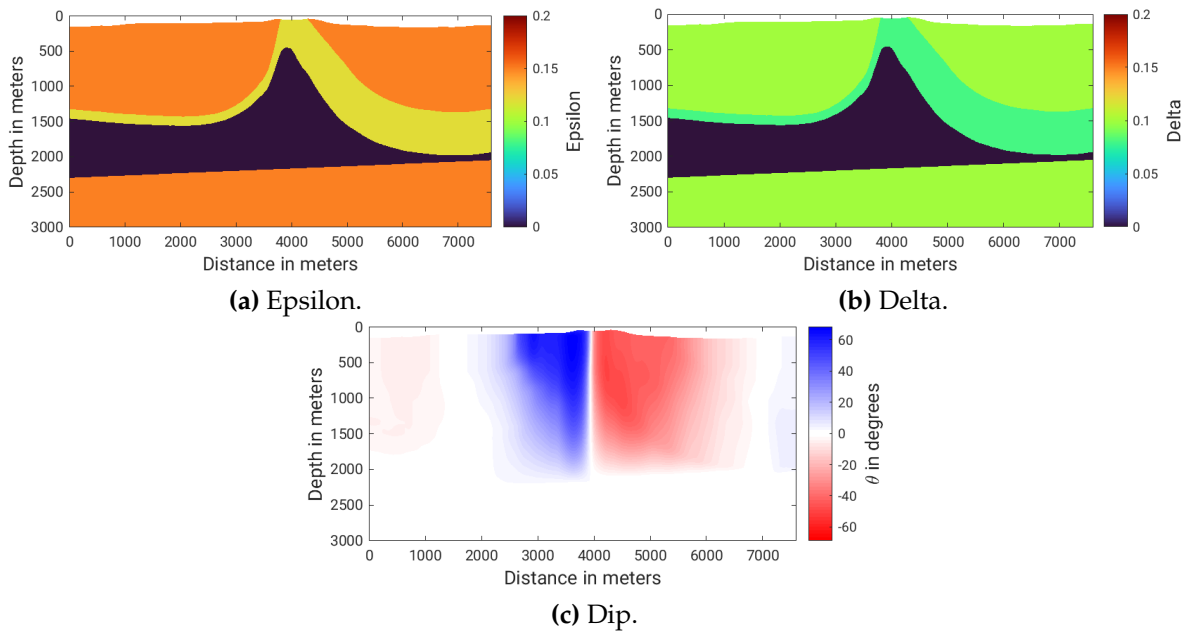 0
500
1000
1500
2000
2500
3000
Depth in meters
0 1000 2000 3000 4000 5000 6000 7000
Distance in meters
0.2
0.15
0.1
0.05
0
Epsilon
(a) Epsilon.
0
500
1000
1500
2000
2500
3000
Depth in meters
0 1000 2000 3000 4000 5000 6000 7000
Distance in meters
0.2
0.15
0.1
0.05
0
Delta
(b) Delta.
0
500
1000
1500
2000
2500
3000
Depth in meters
0 1000 2000 3000 4000 5000 6000 7000
Distance in meters
60
40
20
0
-20
-40
-60
θ in degrees
(c) Dip.